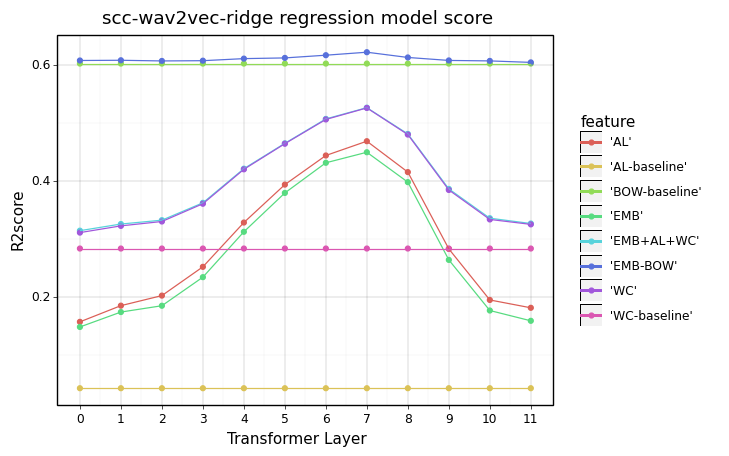 scc-wav2vec-ridge regression model score
R2score
0.6
0.4
0.2
0 1 2 3 4 5 6 7 8 9 10 11
Transformer Layer
feature
'AL'
'AL-baseline'
'BOW-baseline'
'EMB'
'EMB+AL+WC'
'EMB-BOW'
'WC'
'WC-baseline'